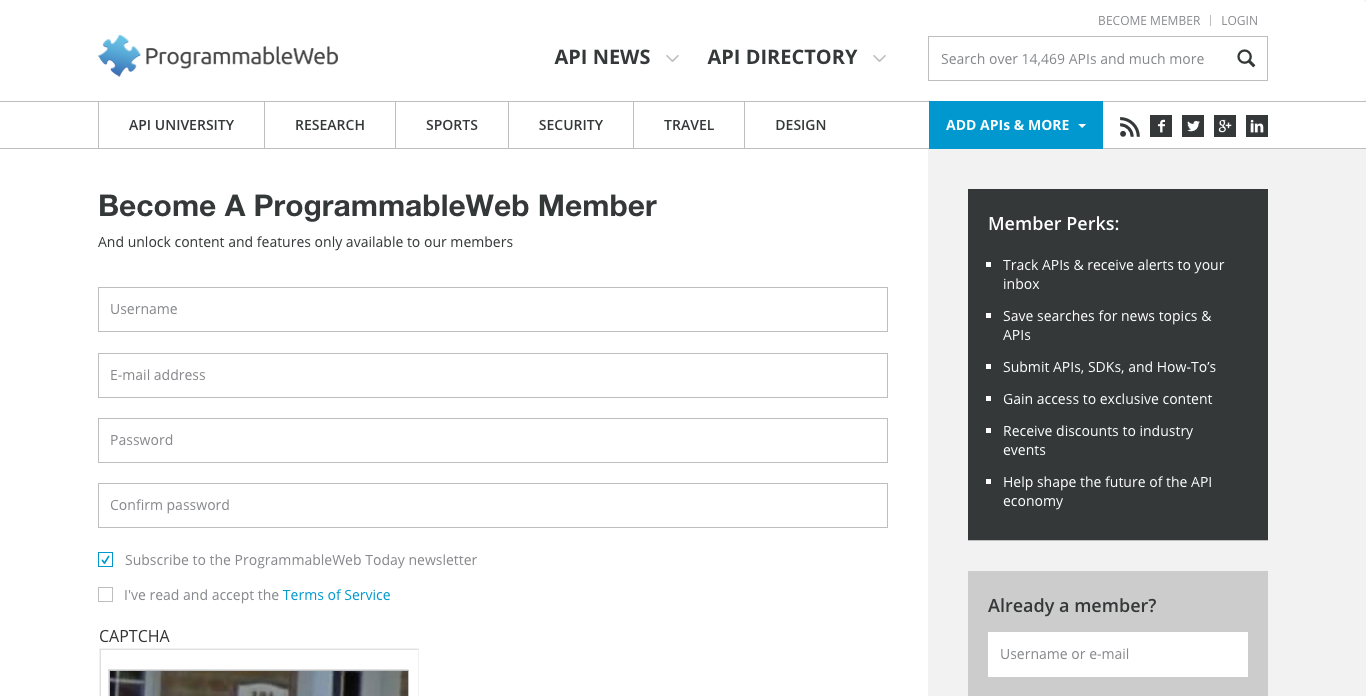 BECOME MEMBER LOGIN
ProgrammableWeb
API NEWS API DIRECTORY
Search over 14,469 APIs and much more
API UNIVERSITY RESEARCH SPORTS SECURITY TRAVEL DESIGN
ADD APIs & MORE
Become A ProgrammableWeb Member
And unlock content and features only available to our members
Username
E-mail address
Password
Confirm password
Subscribe to the ProgrammableWeb Today newsletter
I've read and accept the Terms of Service
CAPTCHA
Member Perks:
Track APIs & receive alerts to your
inbox
Save searches for news topics &
APIs
Submit APIs, SDKs, and How-To’s
Gain access to exclusive content
Receive discounts to industry
events
Help shape the future of the API
economy
Already a member?
Username or e-mail